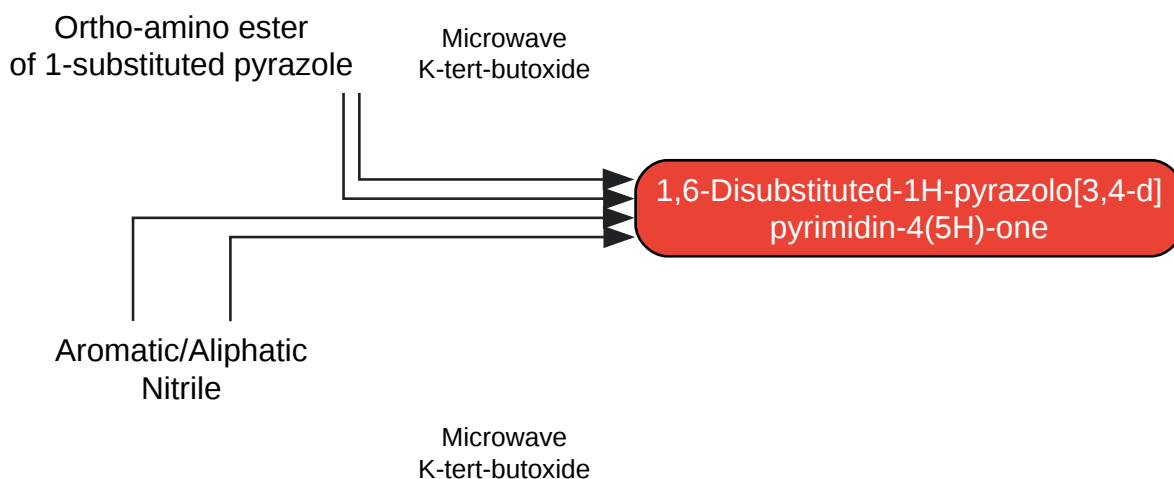 Ortho-amino ester
of 1-substituted pyrazole
Microwave
K-tert-butoxide
1,6-Disubstituted-1H-pyrazolo[3,4-d]
pyrimidin-4(5H)-one
Aromatic/Aliphatic
Nitrile
Microwave
K-tert-butoxide